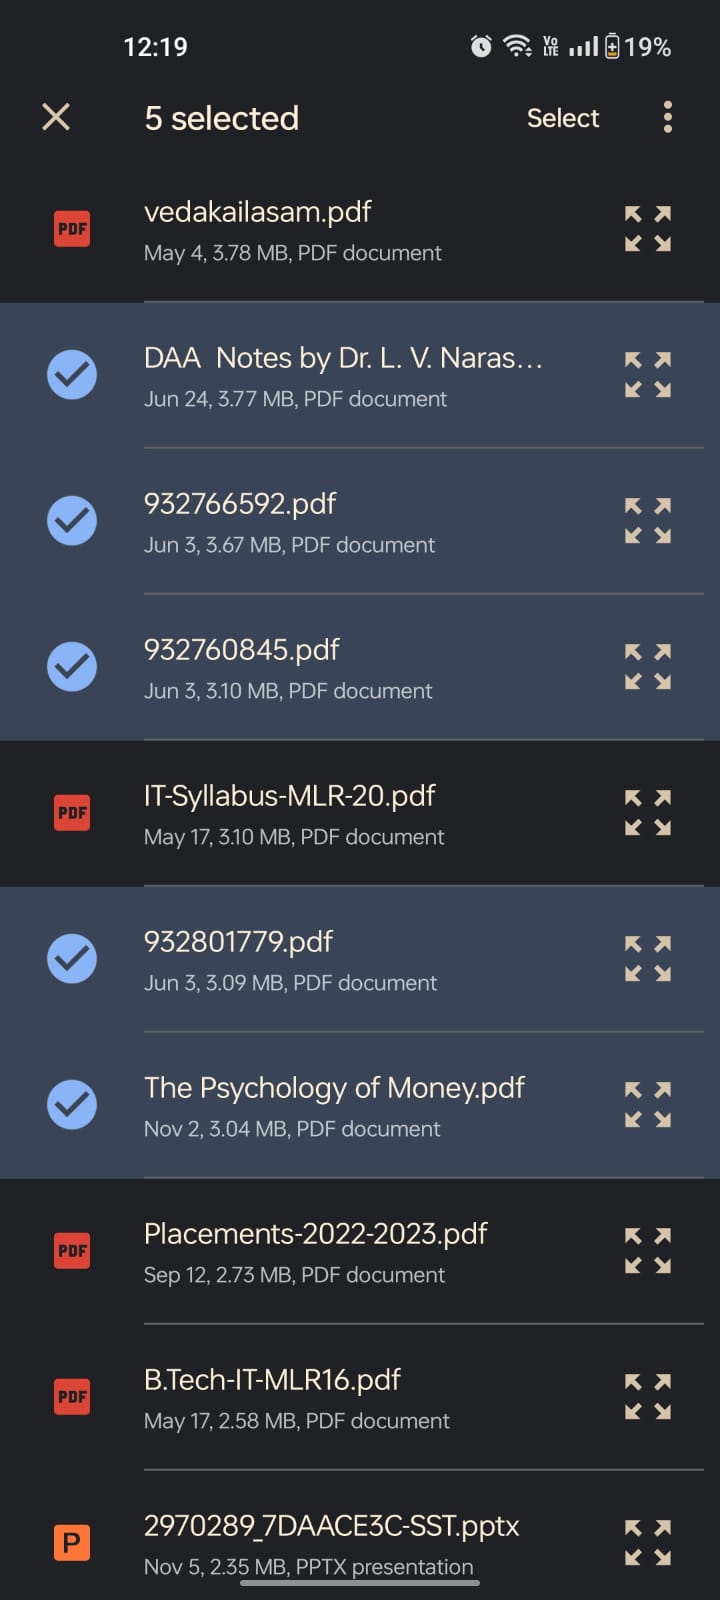 12:19
Vo LTE 19%
5 selected
Select
PDF
vedakailasam.pdf
May 4, 3.78 MB, PDF document
DAA  Notes by Dr. L. V. Naras...
Jun 24, 3.77 MB, PDF document
932766592.pdf
Jun 3, 3.67 MB, PDF document
932760845.pdf
Jun 3, 3.10 MB, PDF document
PDF
IT-Syllabus-MLR-20.pdf
May 17, 3.10 MB, PDF document
932801779.pdf
Jun 3, 3.09 MB, PDF document
The Psychology of Money.pdf
Nov 2, 3.04 MB, PDF document
PDF
Placements-2022-2023.pdf
Sep 12, 2.73 MB, PDF document
PDF
B.Tech-IT-MLR16.pdf
May 17, 2.58 MB, PDF document
P
2970289_7DAACE3C-SST.pptx
Nov 5, 2.35 MB, PPTX presentation